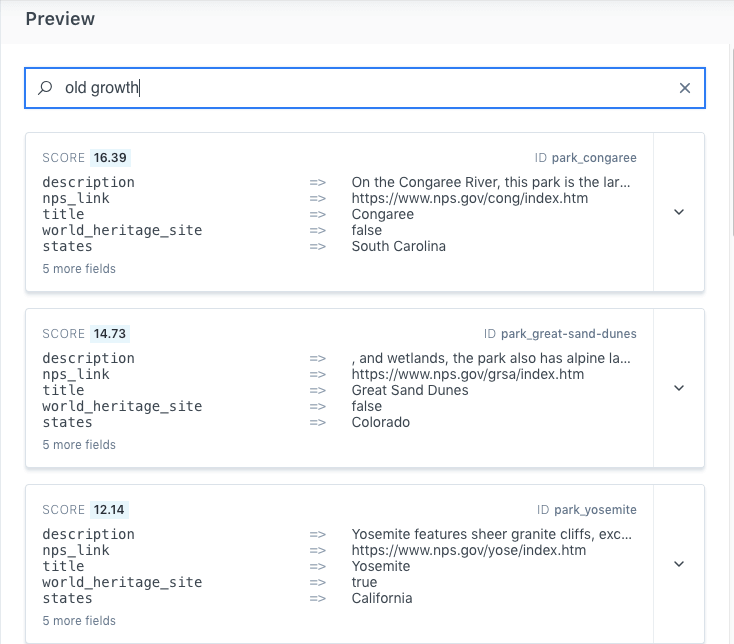 Preview
old growth
SCORE 16.39 ID park_congaree
description => On the Congaree River, this park is the lar...
nps_link => https://www.nps.gov/cong/index.htm
title => Congaree
world_heritage_site => false
states => South Carolina
5 more fields
SCORE 14.73 ID park_great-sand-dunes
description => , and wetlands, the park also has alpine la...
nps_link => https://www.nps.gov/grsa/index.htm
title => Great Sand Dunes
world_heritage_site => false
states => Colorado
5 more fields
SCORE 12.14 ID park_yosemite
description => Yosemite features sheer granite cliffs, exc...
nps_link => https://www.nps.gov/yose/index.htm
title => Yosemite
world_heritage_site => true
states => California
5 more fields